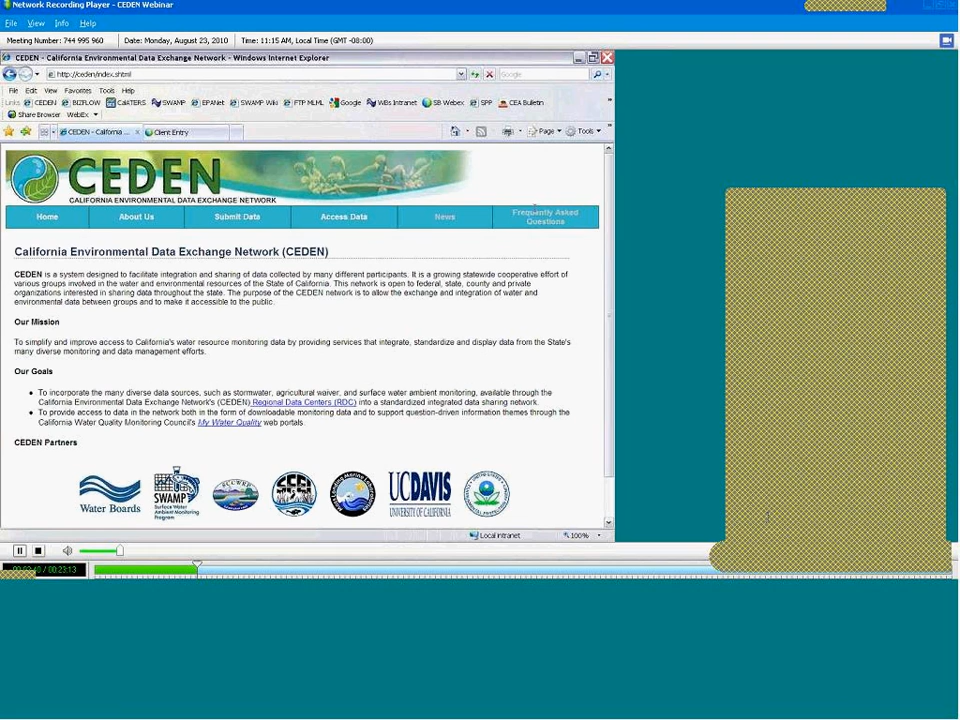 Network Recording Player - CEDEN Webinar
File View Info Help
Meeting Number: 744 995 960 Date: Monday, August 23, 2010 Time: 11:15 AM, Local Time (GMT -08:00)
CEDEN - California Environmental Data Exchange Network - Windows Internet Explorer
http://ceden/index.shtml Google
File Edit View Favorites Tools Help
Links CEDEN BIZFLOW CalATERS SWAMP EPANet SWAMP Wiki FTP MLML Google WBs Intranet SB Webex SPP CEA Bulletin
Share Browser WebEx
CEDEN - California ... Client Entry Page Tools
CEDEN
CALIFORNIA ENVIRONMENTAL DATA EXCHANGE NETWORK
Home About Us Submit Data Access Data News Frequently Asked Questions
California Environmental Data Exchange Network (CEDEN)
CEDEN is a system designed to facilitate integration and sharing of data collected by many different participants. It is a growing statewide cooperative effort of
various groups involved in the water and environmental resources of the State of California. This network is open to federal, state, county and private
organizations interested in sharing data throughout the state. The purpose of the CEDEN network is to allow the exchange and integration of water and
environmental data between groups and to make it accessible to the public.
Our Mission
To simplify and improve access to California's water resource monitoring data by providing services that integrate, standardize and display data from the State's
many diverse monitoring and data management efforts.
Our Goals
To incorporate the many diverse data sources, such as stormwater, agricultural waiver, and surface water ambient monitoring, available through the
California Environmental Data Exchange Network's (CEDEN) Regional Data Centers (RDC) into a standardized integrated data sharing network.
To provide access to data in the network both in the form of downloadable monitoring data and to support question-driven information themes through the
California Water Quality Monitoring Council's My Water Quality web portals.
CEDEN Partners
Water Boards
SWAMP
Surface Water
Ambient Monitoring
Program
SCCWRP
SFEI
UCDAVIS
UNIVERSITY OF CALIFORNIA
Local intranet 100%
/ 00:23:13